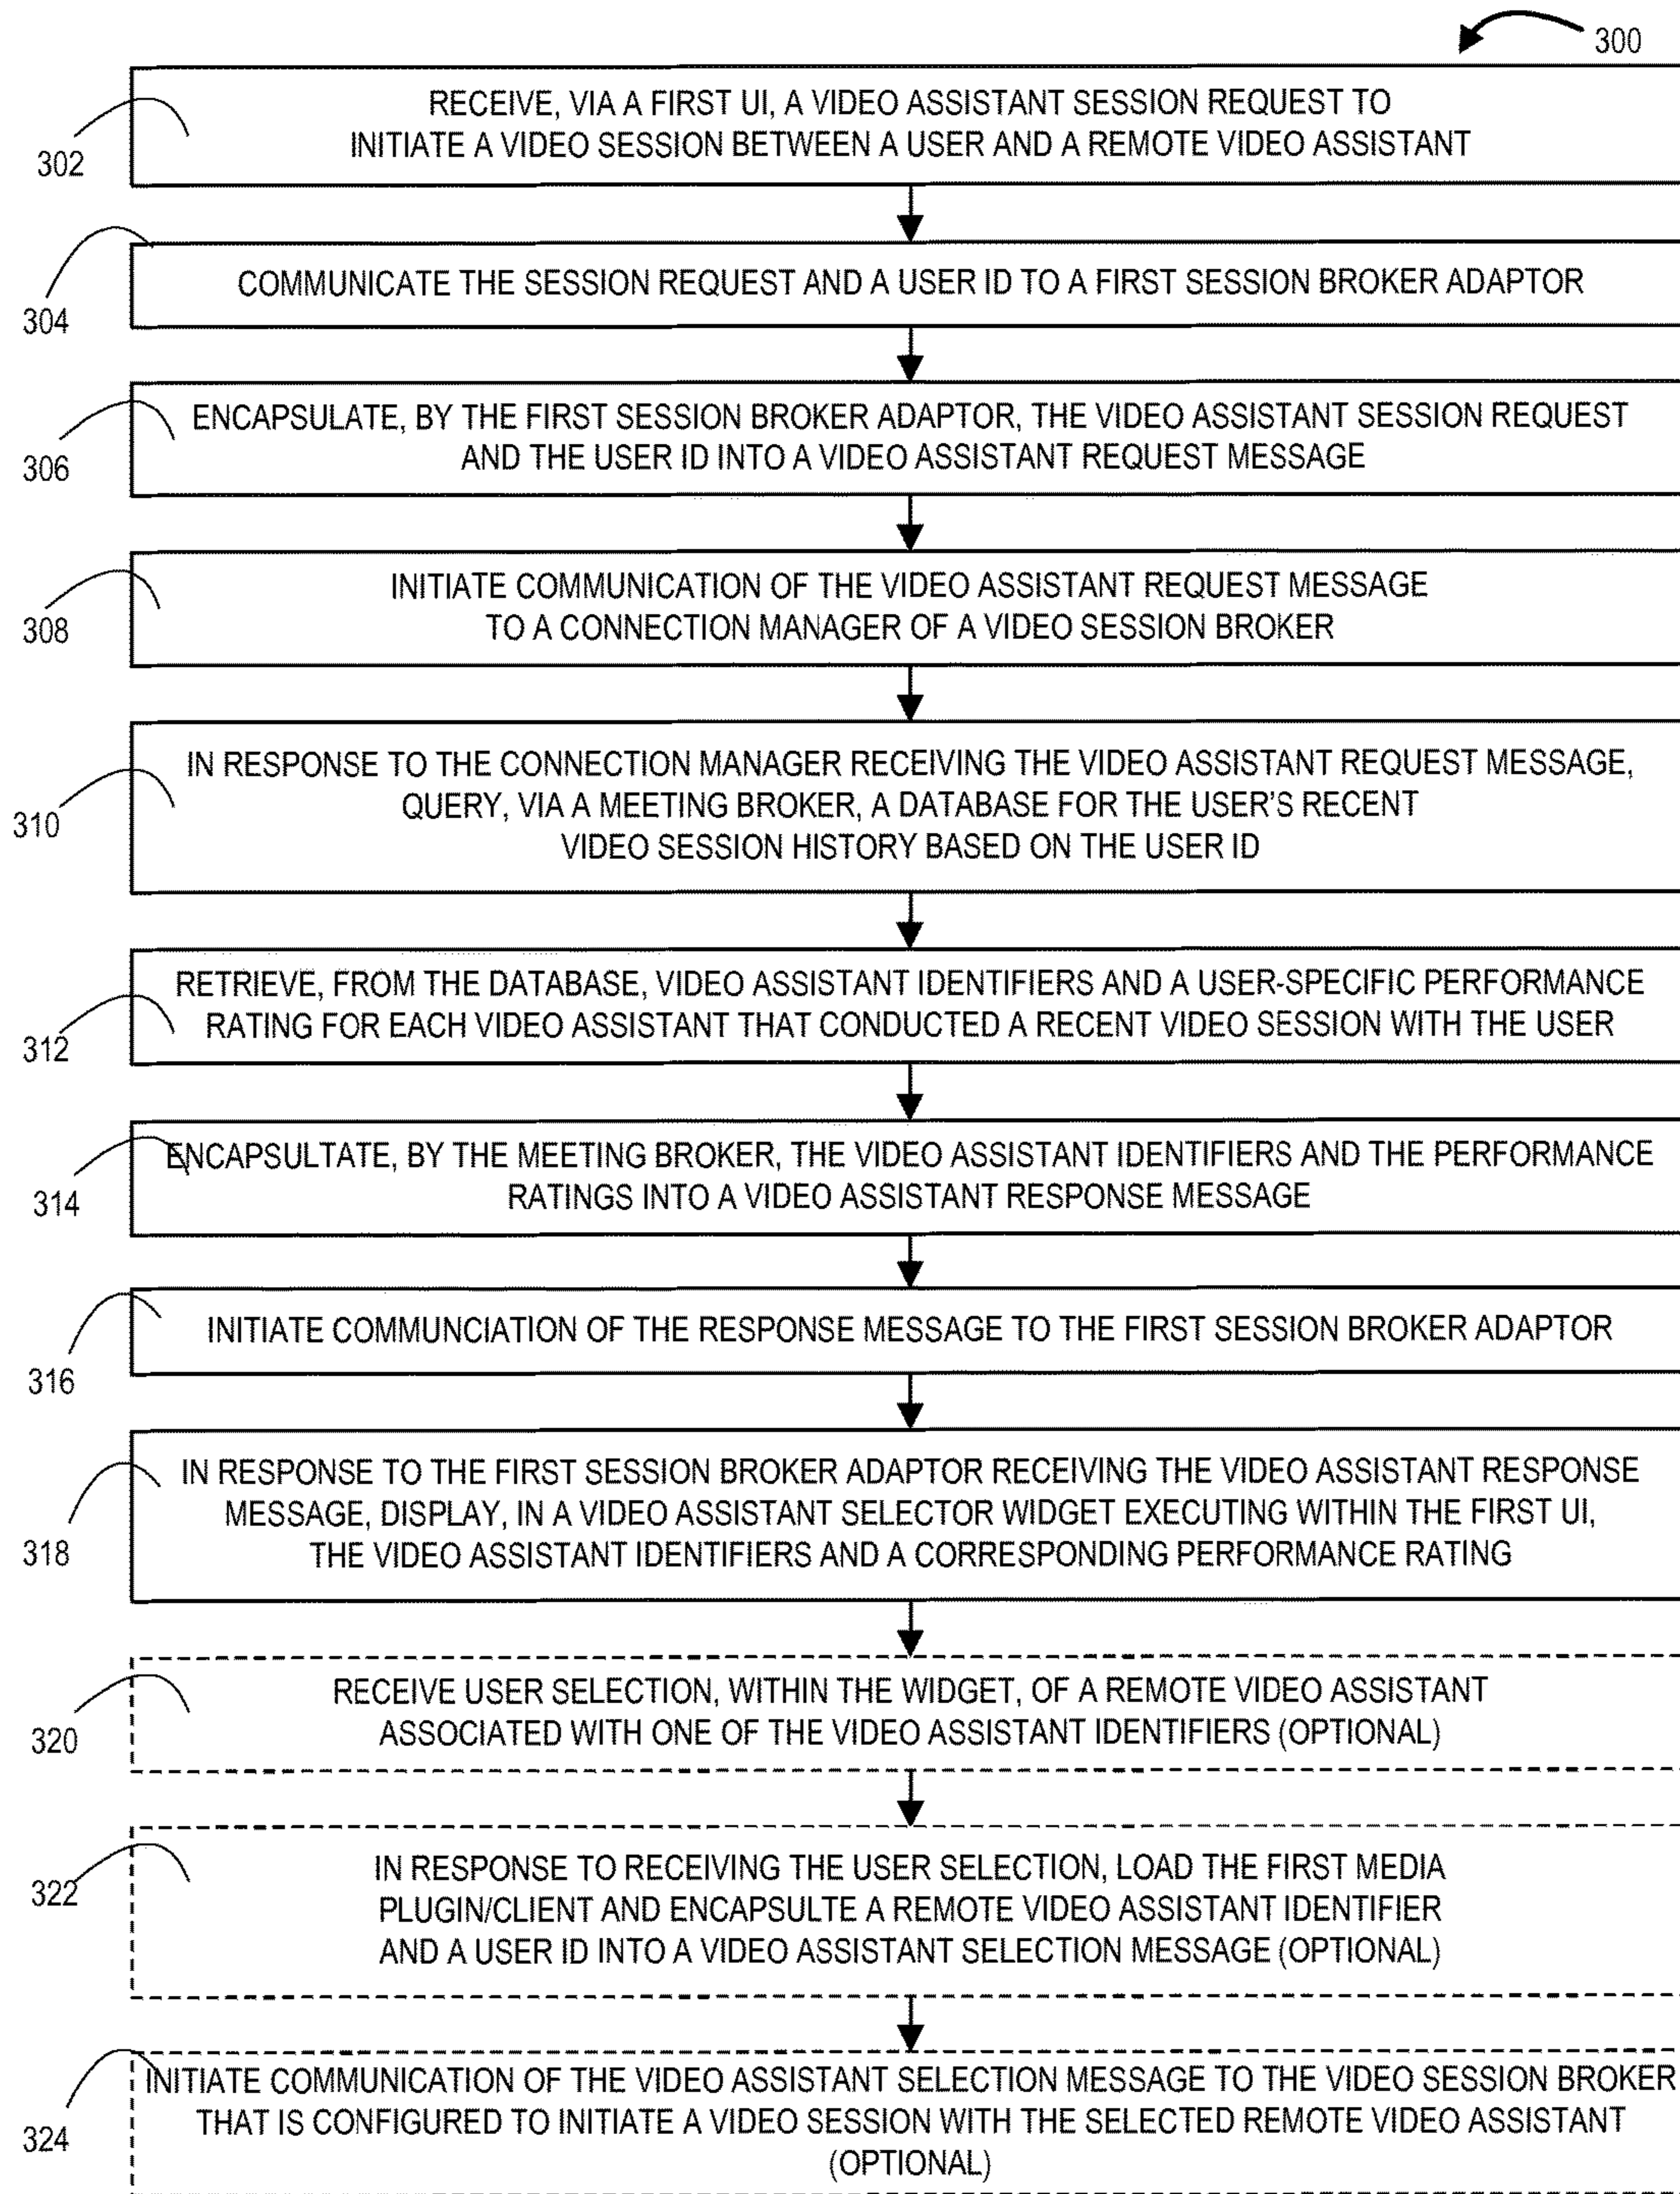 300
302
RECEIVE, VIA A FIRST UI, A VIDEO ASSISTANT SESSION REQUEST TO
INITIATE A VIDEO SESSION BETWEEN A USER AND A REMOTE VIDEO ASSISTANT
304
COMMUNICATE THE SESSION REQUEST AND A USER ID TO A FIRST SESSION BROKER ADAPTOR
306
ENCAPSULATE, BY THE FIRST SESSION BROKER ADAPTOR, THE VIDEO ASSISTANT SESSION REQUEST
AND THE USER ID INTO A VIDEO ASSISTANT REQUEST MESSAGE
308
INITIATE COMMUNICATION OF THE VIDEO ASSISTANT REQUEST MESSAGE
TO A CONNECTION MANAGER OF A VIDEO SESSION BROKER
310
IN RESPONSE TO THE CONNECTION MANAGER RECEIVING THE VIDEO ASSISTANT REQUEST MESSAGE,
QUERY, VIA A MEETING BROKER, A DATABASE FOR THE USER'S RECENT
VIDEO SESSION HISTORY BASED ON THE USER ID
312
RETRIEVE, FROM THE DATABASE, VIDEO ASSISTANT IDENTIFIERS AND A USER-SPECIFIC PERFORMANCE
RATING FOR EACH VIDEO ASSISTANT THAT CONDUCTED A RECENT VIDEO SESSION WITH THE USER
314
ENCAPSULTATE, BY THE MEETING BROKER, THE VIDEO ASSISTANT IDENTIFIERS AND THE PERFORMANCE
RATINGS INTO A VIDEO ASSISTANT RESPONSE MESSAGE
316
INITIATE COMMUNCIATION OF THE RESPONSE MESSAGE TO THE FIRST SESSION BROKER ADAPTOR
318
IN RESPONSE TO THE FIRST SESSION BROKER ADAPTOR RECEIVING THE VIDEO ASSISTANT RESPONSE
MESSAGE, DISPLAY, IN A VIDEO ASSISTANT SELECTOR WIDGET EXECUTING WITHIN THE FIRST UI,
THE VIDEO ASSISTANT IDENTIFIERS AND A CORRESPONDING PERFORMANCE RATING
320
RECEIVE USER SELECTION, WITHIN THE WIDGET, OF A REMOTE VIDEO ASSISTANT
ASSOCIATED WITH ONE OF THE VIDEO ASSISTANT IDENTIFIERS (OPTIONAL)
322
IN RESPONSE TO RECEIVING THE USER SELECTION, LOAD THE FIRST MEDIA
PLUGIN/CLIENT AND ENCAPSULTE A REMOTE VIDEO ASSISTANT IDENTIFIER
AND A USER ID INTO A VIDEO ASSISTANT SELECTION MESSAGE (OPTIONAL)
324
INITIATE COMMUNICATION OF THE VIDEO ASSISTANT SELECTION MESSAGE TO THE VIDEO SESSION BROKER
THAT IS CONFIGURED TO INITIATE A VIDEO SESSION WITH THE SELECTED REMOTE VIDEO ASSISTANT
(OPTIONAL)